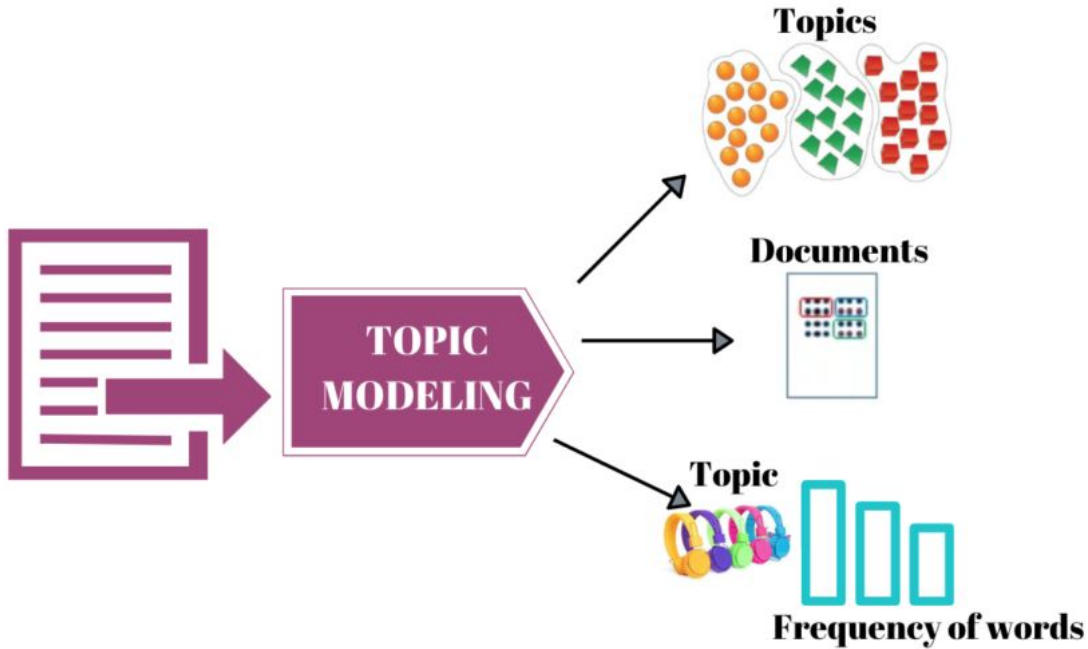 Topics
Documents
TOPIC
MODELING
Topic
Frequency of words